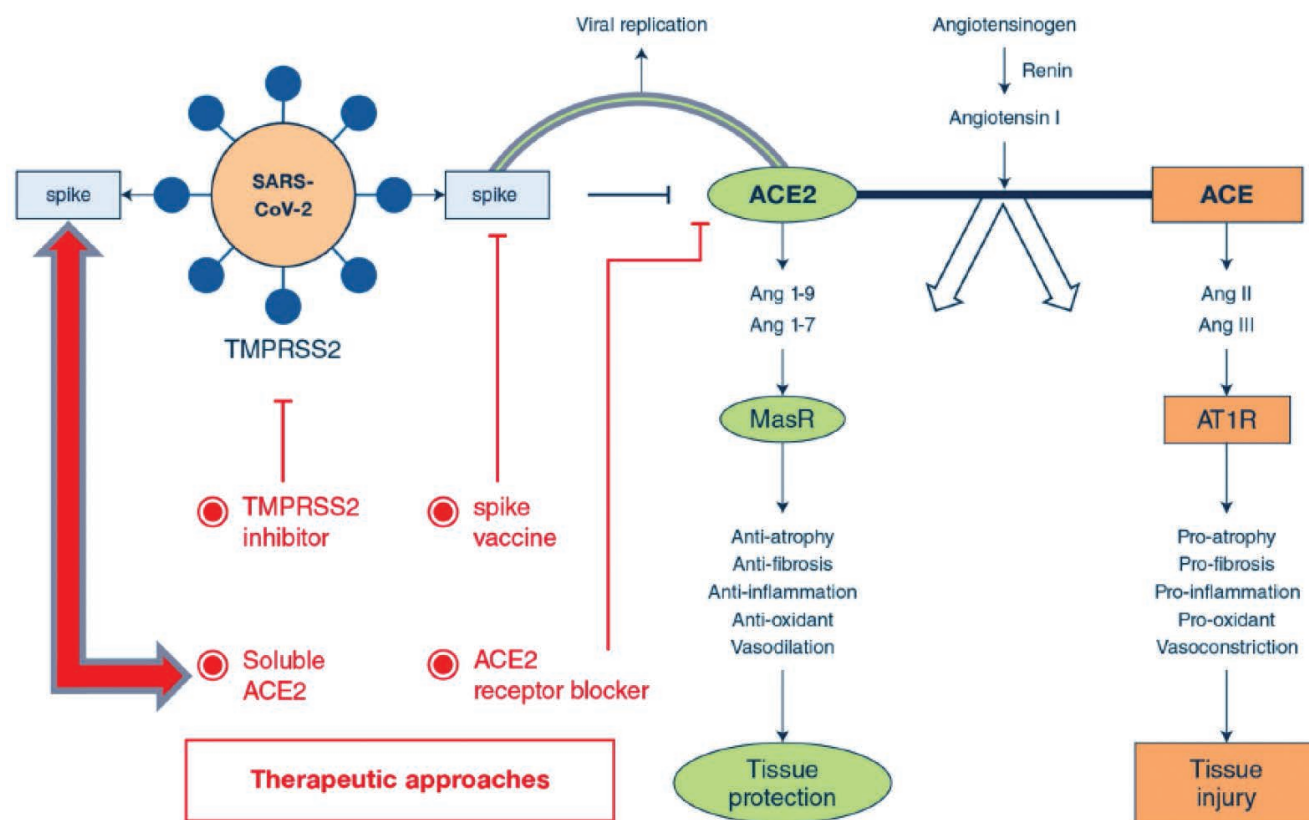 Viral replication
Angiotensinogen
Renin
Angiotensin I
spike
SARS-
CoV-2
spike
ACE2
ACE
TMPRSS2
Ang 1-9
Ang 1-7
Ang II
Ang III
MasR
AT1R
TMPRSS2
inhibitor
spike
vaccine
Anti-atrophy
Anti-fibrosis
Anti-inflammation
Anti-oxidant
Vasodilation
Pro-atrophy
Pro-fibrosis
Pro-inflammation
Pro-oxidant
Vasoconstriction
Soluble
ACE2
ACE2
receptor blocker
Therapeutic approaches
Tissue
protection
Tissue
injury